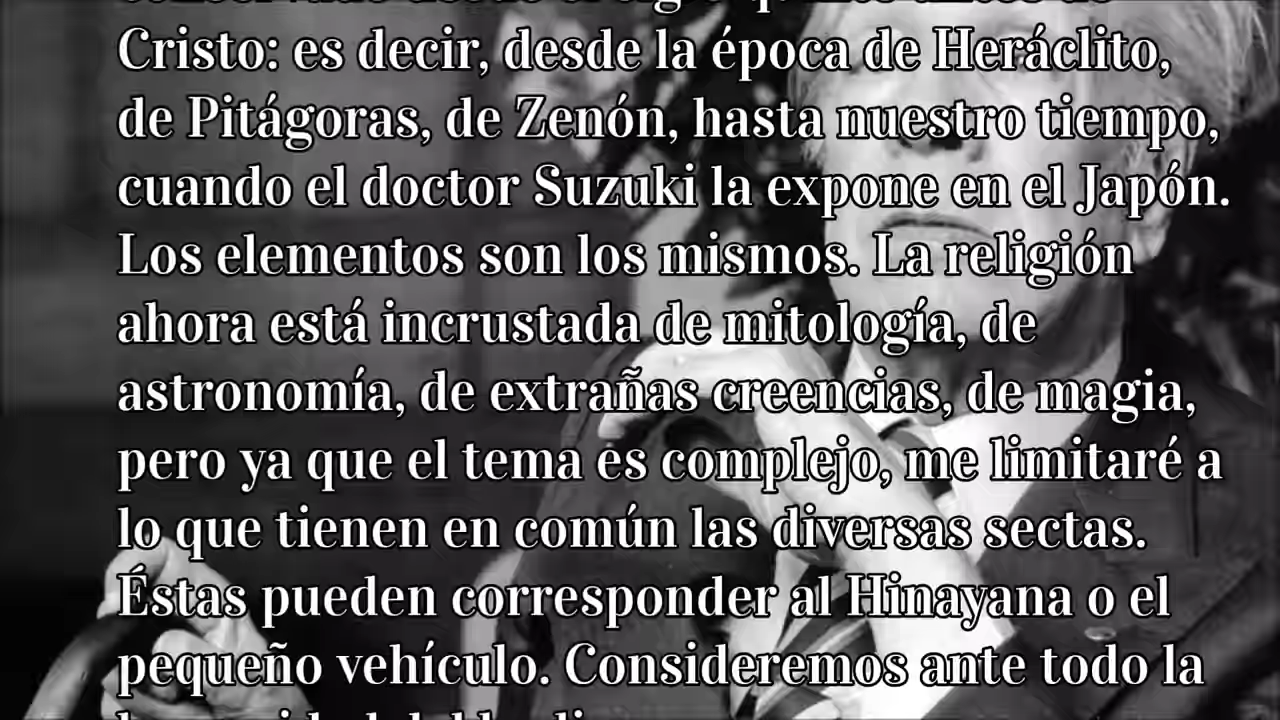 Cristo: es decir, desde la época de Heráclito,
de Pitágoras, de Zenón, hasta nuestro tiempo,
cuando el doctor Suzuki la expone en el Japón.
Los elementos son los mismos. La religión
ahora está incrustada de mitología, de
astronomía, de extrañas creencias, de magia,
pero ya que el tema es complejo, me limitaré a
lo que tienen en común las diversas sectas.
Éstas pueden corresponder al Hinayana o el
pequeño vehículo. Consideremos ante todo la